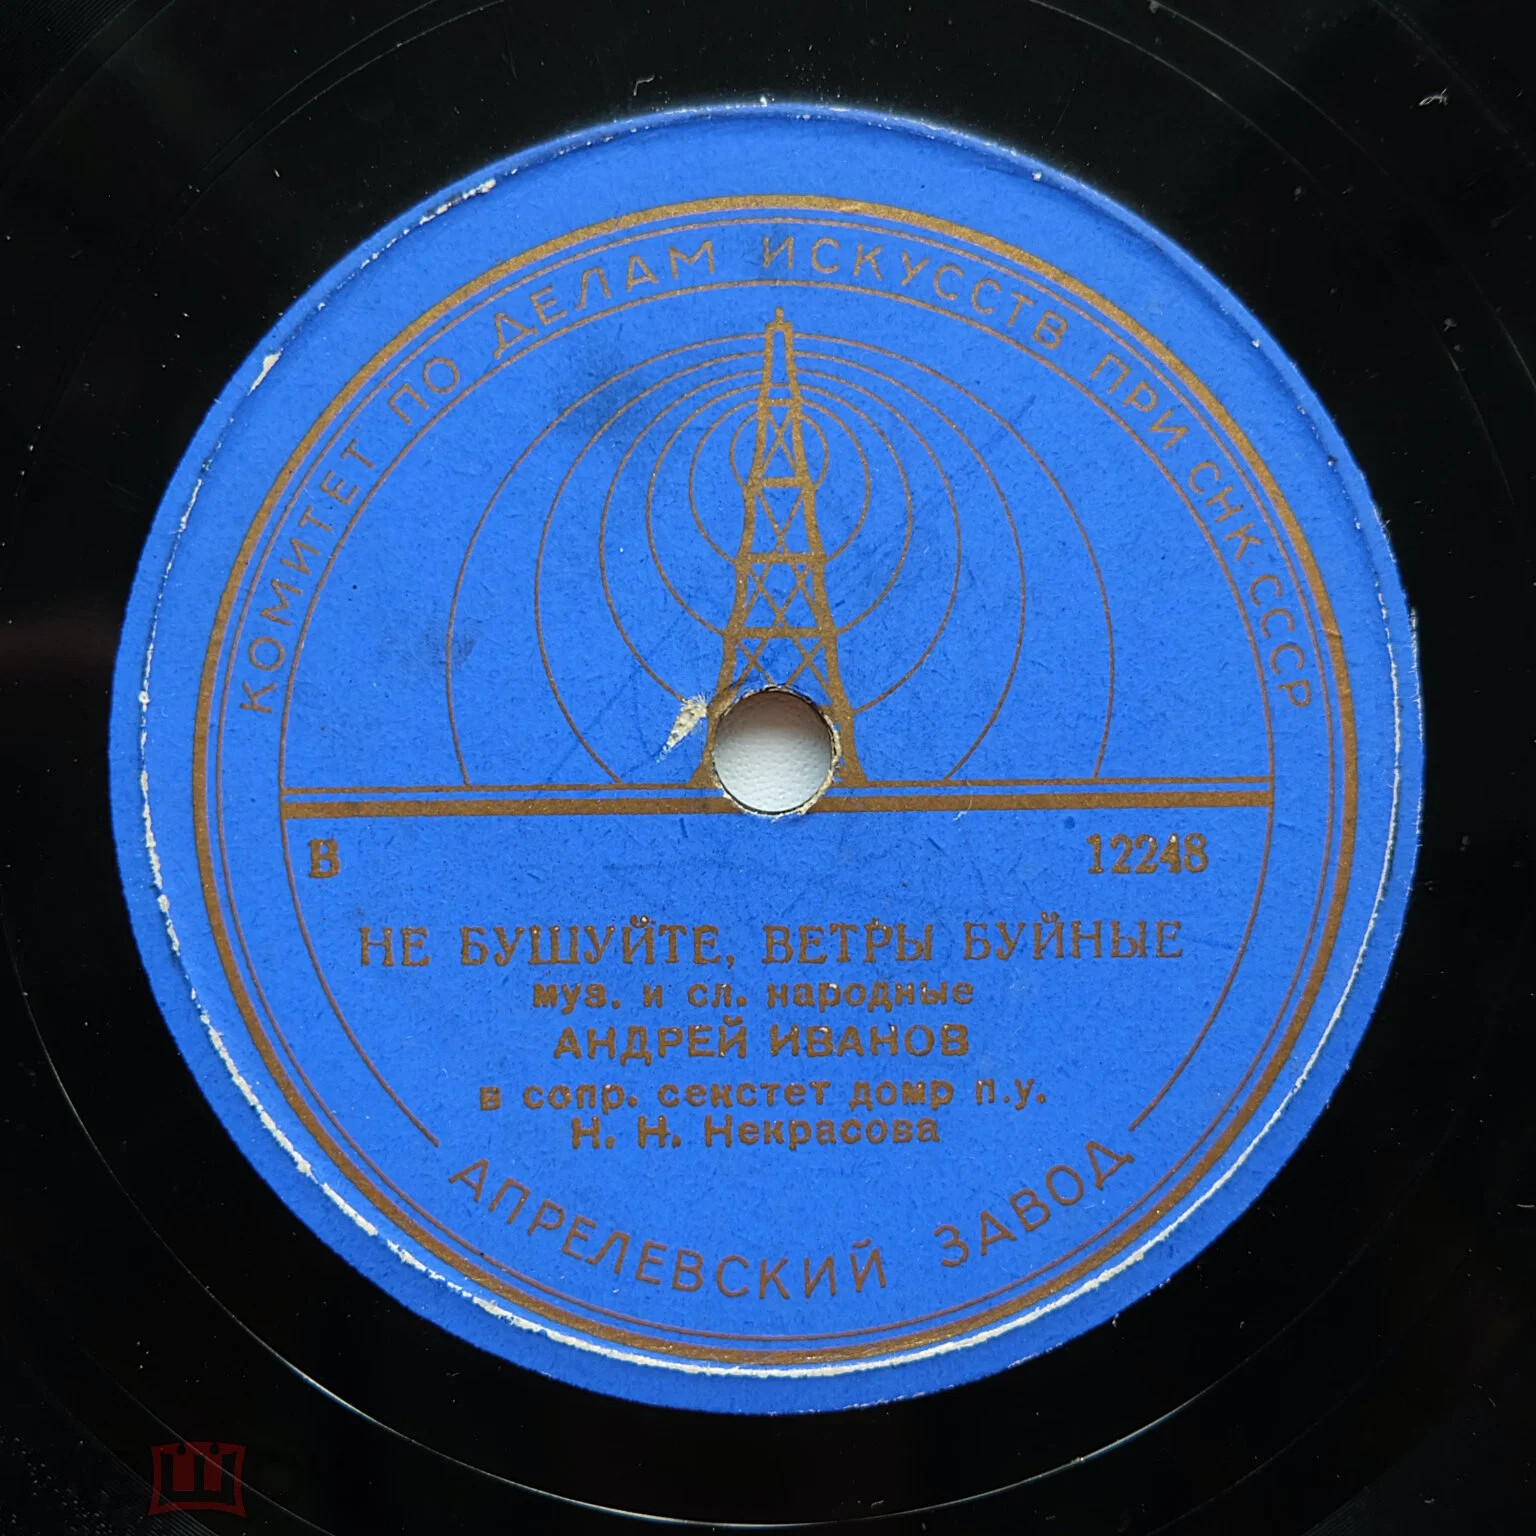 КОМИТЕТ ПО ДЕЛАМ ИСКУССТВ ПРИ СНК СССР
В 12248
НЕ БУШУЙТЕ, ВЕТРЫ БУЙНЫЕ
муз. и сл. народные
АНДРЕЙ ИВАНОВ
в сопр. секстет домр п.у.
Н. Н. Некрасова
АПРЕЛЕВСКИЙ ЗАВОД